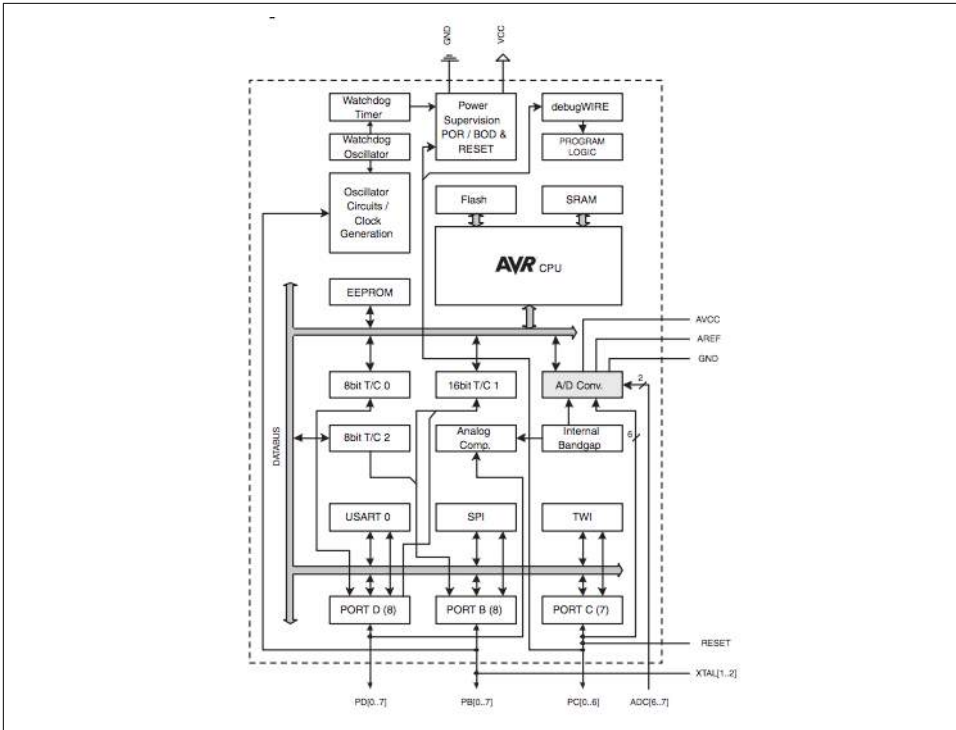 GND
VCC
Watchdog
Timer
Power
Supervision
POR / BOD &
RESET
debugWIRE
Watchdog
Oscillator
PROGRAM
LOGIC
Oscillator
Circuits /
Clock
Generation
Flash
SRAM
AVR CPU
EEPROM
AVCC
AREF
GND
8bit T/C 0
16bit T/C 1
A/D Conv.
2
DATABUS
8bit T/C 2
Analog
Comp.
Internal
Bandgap
6
USART 0
SPI
TWI
PORT D (8)
PORT B (8)
PORT C (7)
RESET
XTAL[1..2]
PD[0..7]
PB[0..7]
PC[0..6]
ADC[6..7]